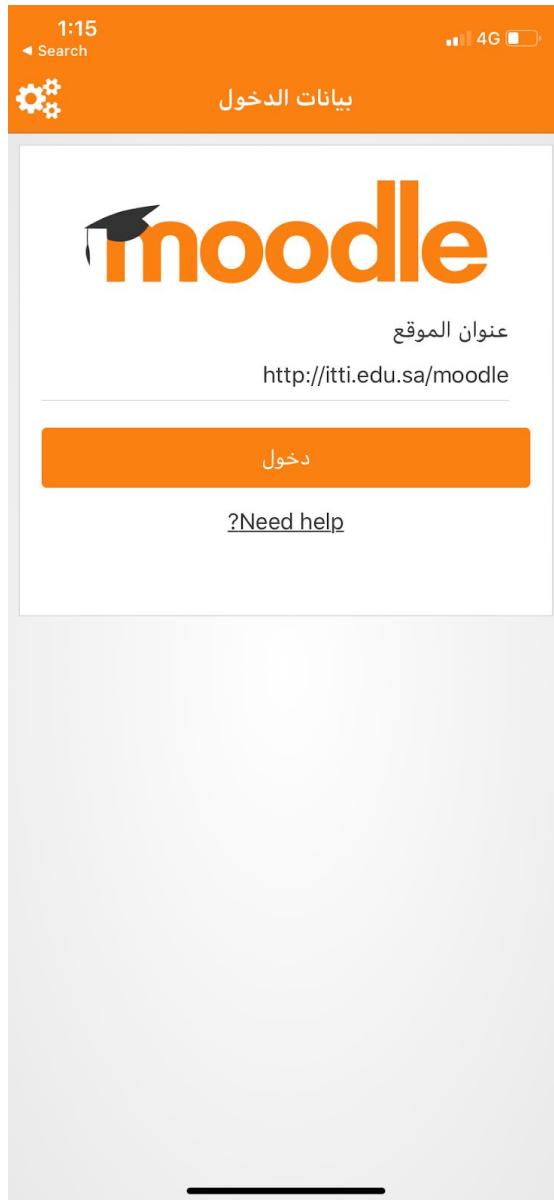 1:15
◄ Search
4G
بيانات الدخول
moodle
عنوان الموقع
http://itti.edu.sa/moodle
دخول
?Need help